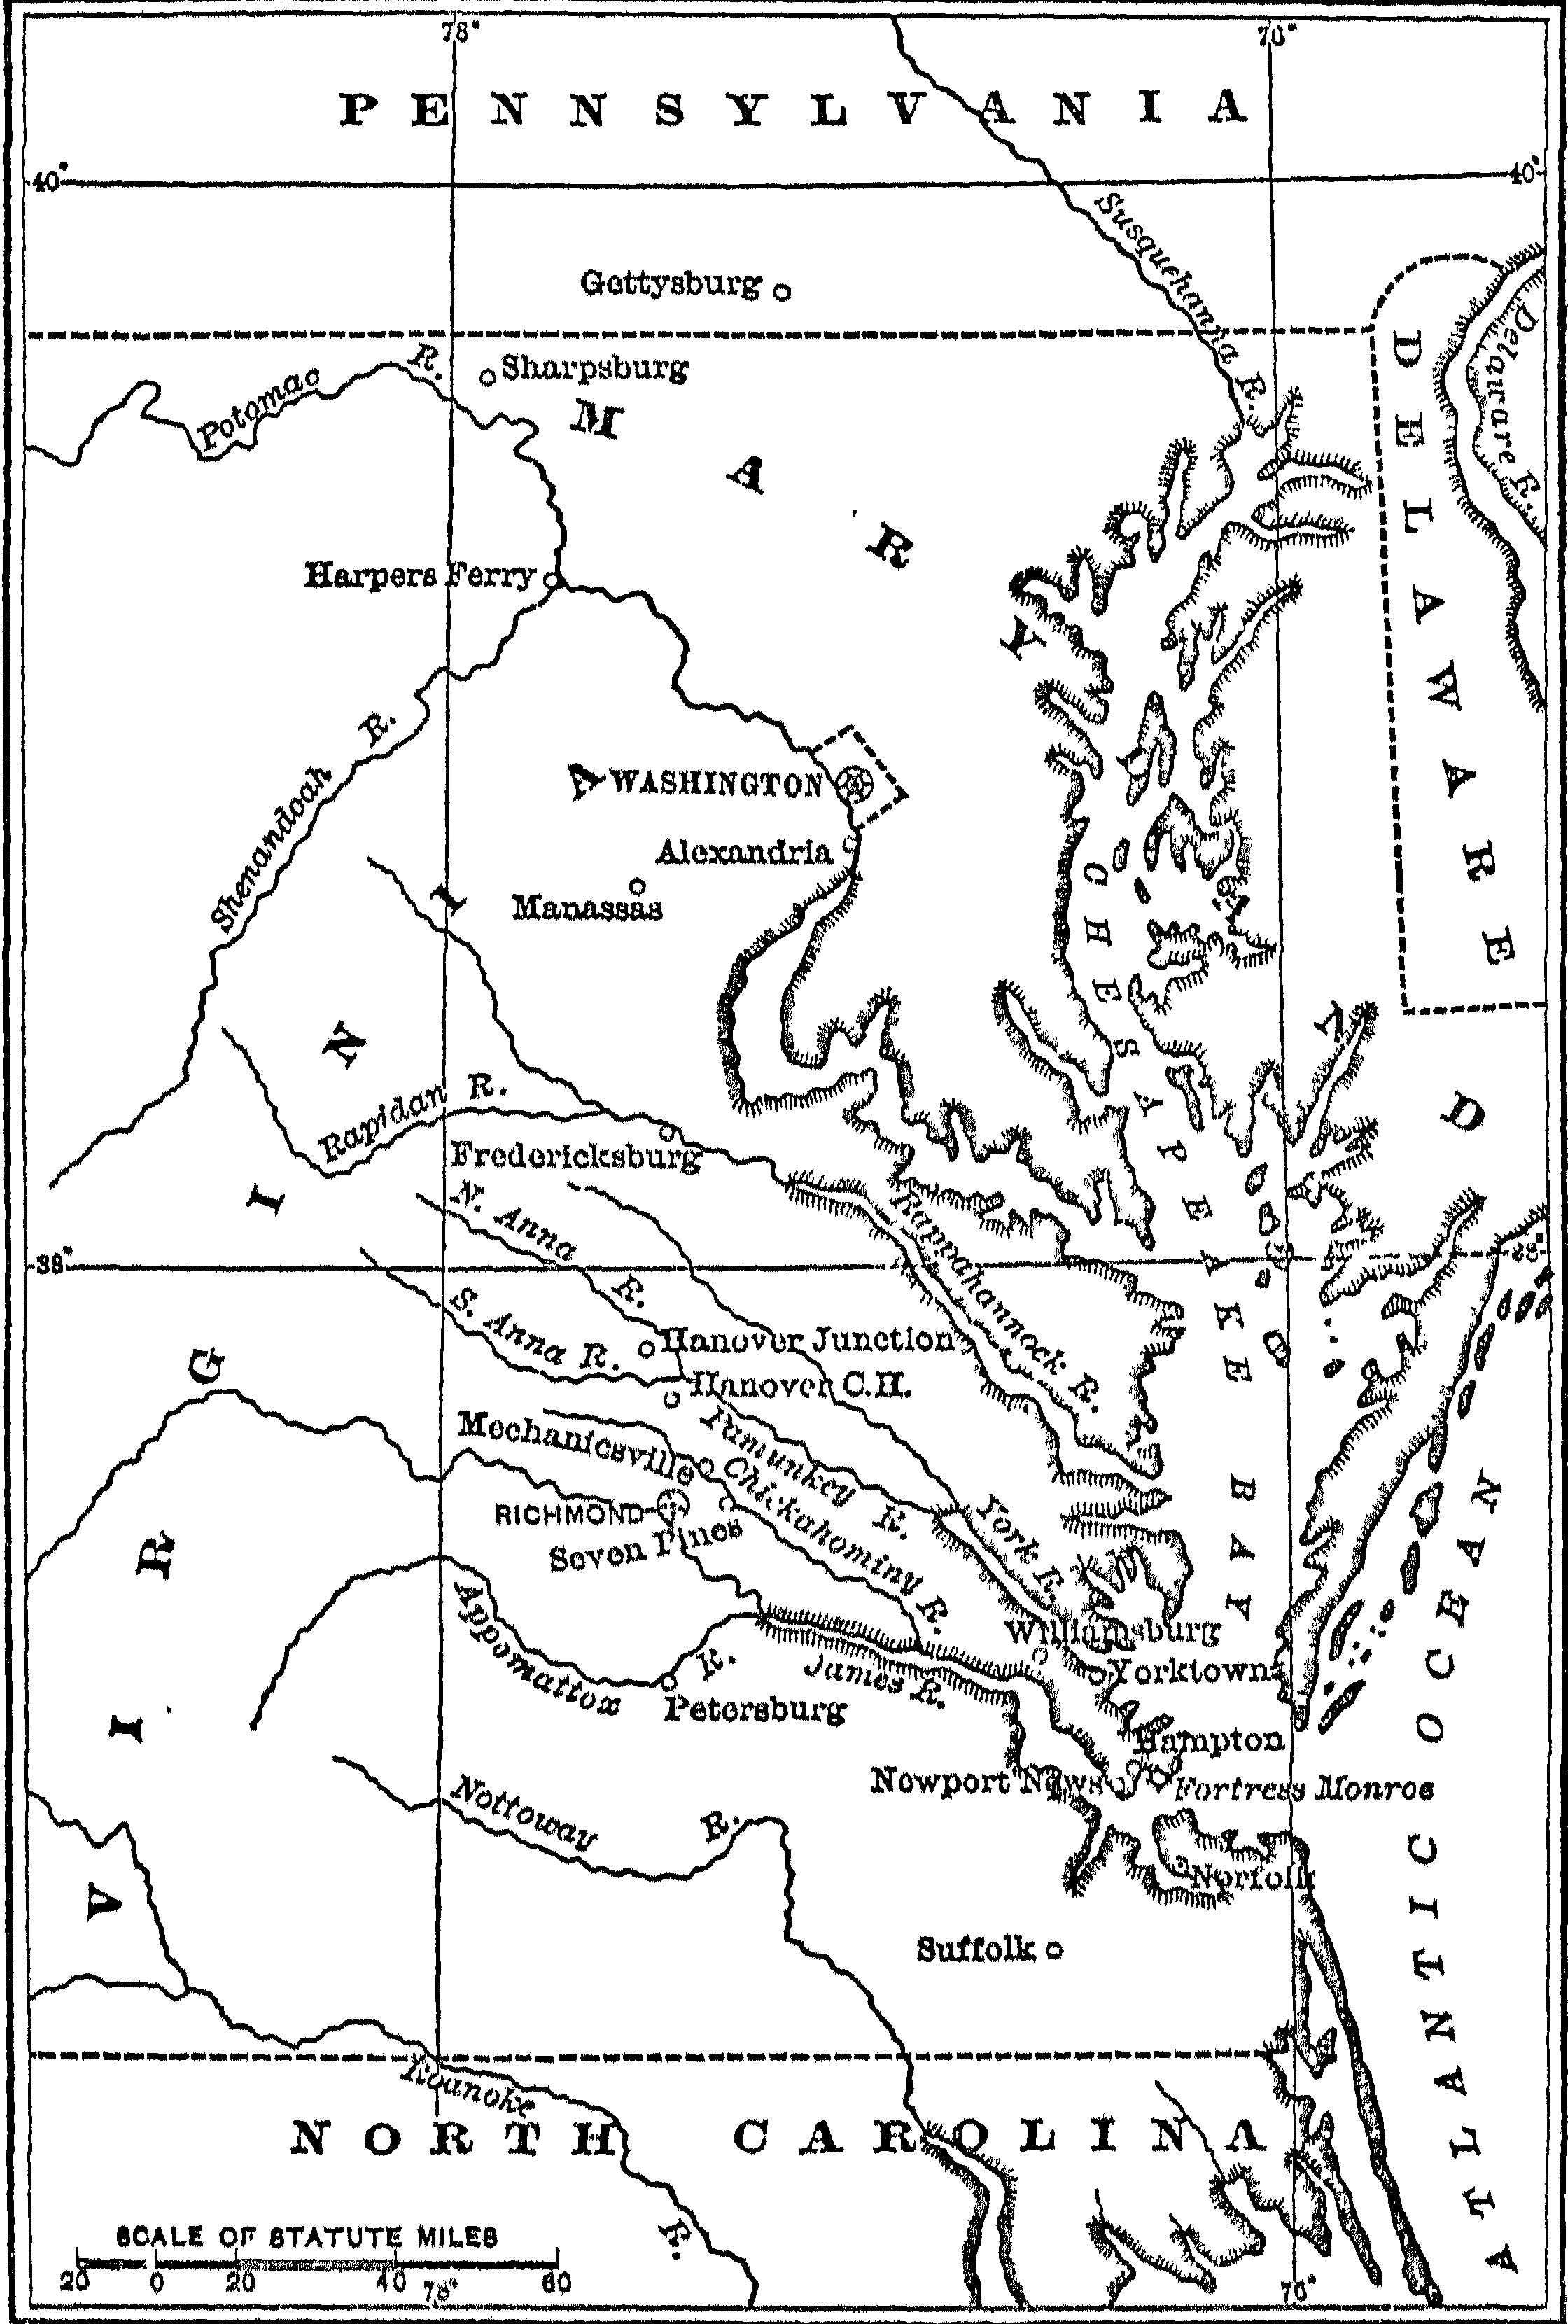 78° 76°
PENNSYLVANIA
40° 40°
Susquehanna R.
Gettysburg
Delaware R.
DELAWARE
Potomac R.
Sharpsburg
MARYLAND
Harpers Ferry
Shenandoah R.
WASHINGTON
Alexandria
Manassas
CHESAPEAKE BAY
VIRGINIA
Rapidan R.
Fredericksburg
N. Anna R.
Rappahannock R.
38° 38°
S. Anna R.
Hanover Junction
Hanover C.H.
Mechanicsville
Pamunkey R.
Chickahominy R.
RICHMOND
Seven Pines
York R.
Appomattox R.
Williamsburg
Yorktown
James R.
Petersburg
Hampton
Newport News
Fortress Monroe
Nottoway R.
Norfolk
Suffolk
ATLANTIC OCEAN
Roanoke R.
NORTH CAROLINA
SCALE OF STATUTE MILES
20 0 20 40 60
78° 76°